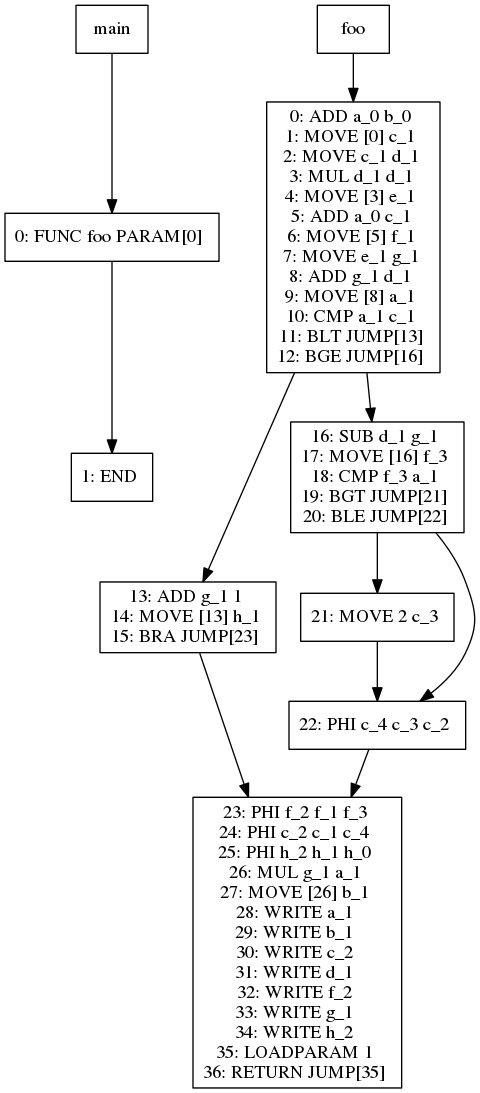 main
foo
0: ADD a_0 b_0
1: MOVE [0] c_1
2: MOVE c_1 d_1
3: MUL d_1 d_1
4: MOVE [3] e_1
5: ADD a_0 c_1
6: MOVE [5] f_1
7: MOVE e_1 g_1
8: ADD g_1 d_1
9: MOVE [8] a_1
10: CMP a_1 c_1
11: BLT JUMP[13]
12: BGE JUMP[16]
0: FUNC foo PARAM[0]
1: END
16: SUB d_1 g_1
17: MOVE [16] f_3
18: CMP f_3 a_1
19: BGT JUMP[21]
20: BLE JUMP[22]
13: ADD g_1 1
14: MOVE [13] h_1
15: BRA JUMP[23]
21: MOVE 2 c_3
22: PHI c_4 c_3 c_2
23: PHI f_2 f_1 f_3
24: PHI c_2 c_1 c_4
25: PHI h_2 h_1 h_0
26: MUL g_1 a_1
27: MOVE [26] b_1
28: WRITE a_1
29: WRITE b_1
30: WRITE c_2
31: WRITE d_1
32: WRITE f_2
33: WRITE g_1
34: WRITE h_2
35: LOADPARAM 1
36: RETURN JUMP[35]